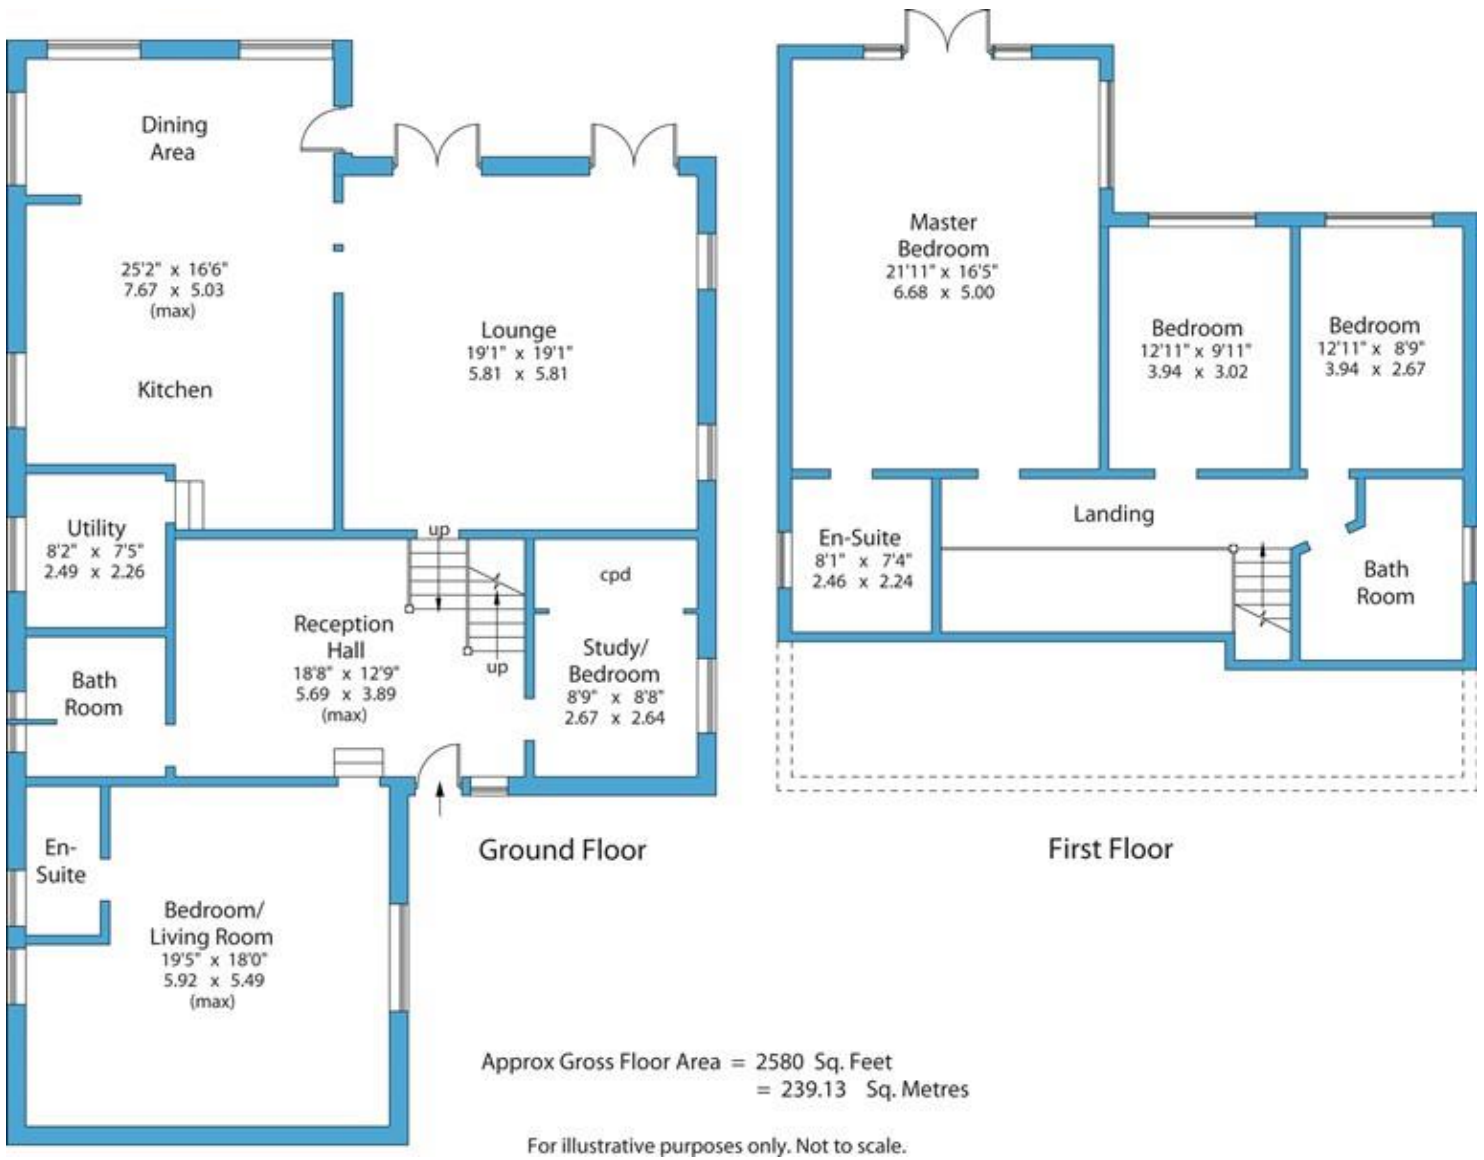 Dining
Area
25'2" x 16'6"
7.67 x 5.03
(max)
Kitchen
Lounge
19'1" x 19'1"
5.81 x 5.81
Utility
8'2" x 7'5"
2.49 x 2.26
up
cpd
Reception
Hall
18'8" x 12'9"
5.69 x 3.89
(max)
up
Study/
Bedroom
8'9" x 8'8"
2.67 x 2.64
Bath
Room
En-
Suite
Bedroom/
Living Room
19'5" x 18'0"
5.92 x 5.49
(max)
Ground Floor
Master
Bedroom
21'11" x 16'5"
6.68 x 5.00
Bedroom
12'11" x 9'11"
3.94 x 3.02
Bedroom
12'11" x 8'9"
3.94 x 2.67
Landing
En-Suite
8'1" x 7'4"
2.46 x 2.24
Bath
Room
First Floor
Approx Gross Floor Area = 2580 Sq. Feet
= 239.13 Sq. Metres
For illustrative purposes only. Not to scale.